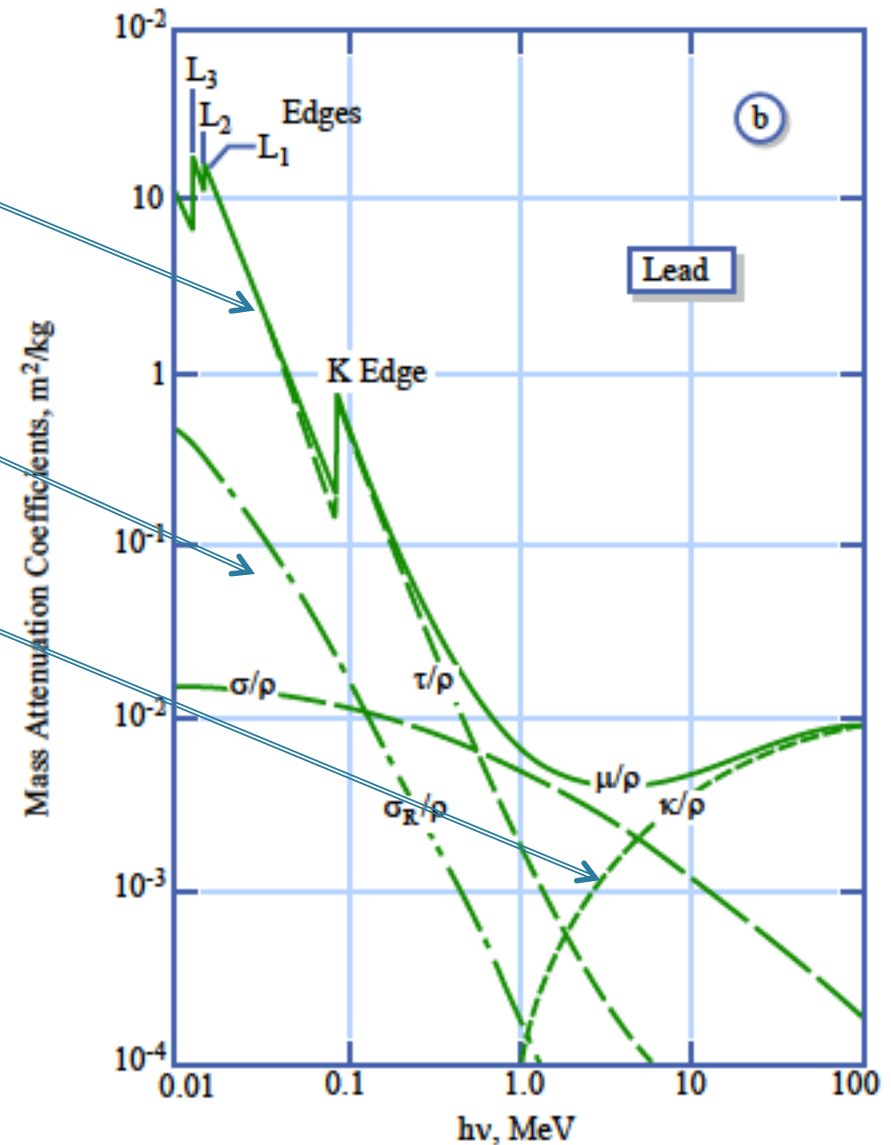 10⁻²
L₃
L₂
Edges
L₁
b
10
Lead
1
K Edge
Mass Attenuation Coefficients, m²/kg
10⁻¹
τ/ρ
σ/ρ
10⁻²
μ/ρ
κ/ρ
σ_R/ρ
10⁻³
10⁻⁴
0.01 0.1 1.0 10 100
hν, MeV